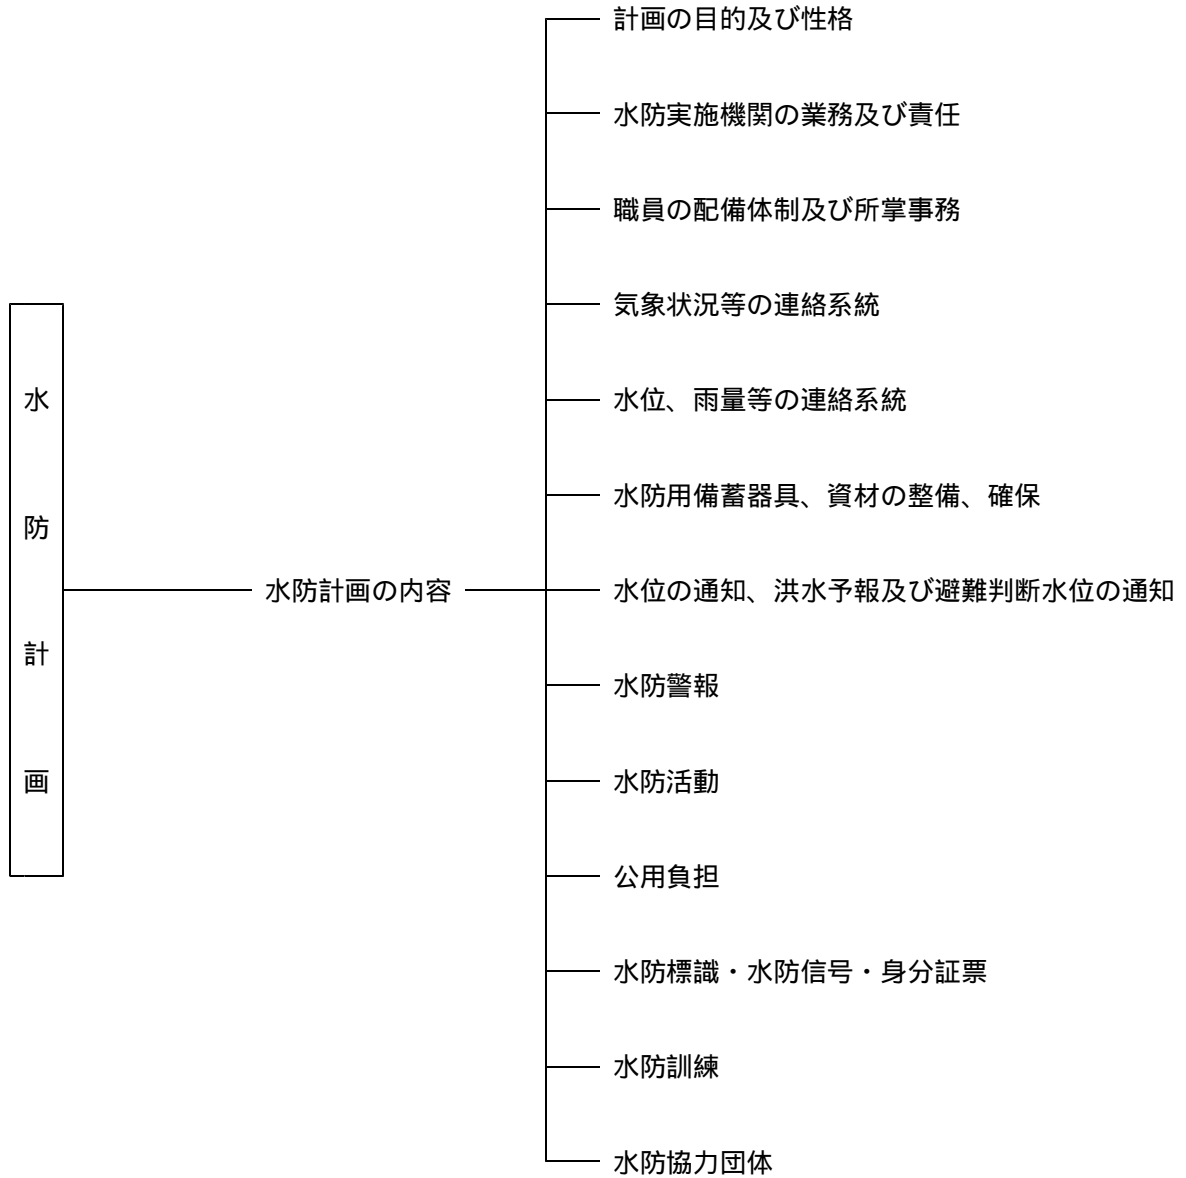 水防計画
水防計画の内容
計画の目的及び性格
水防実施機関の業務及び責任
職員の配備体制及び所掌事務
気象状況等の連絡系統
水位、雨量等の連絡系統
水防用備蓄器具、資材の整備、確保
水位の通知、洪水予報及び避難判断水位の通知
水防警報
水防活動
公用負担
水防標識・水防信号・身分証票
水防訓練
水防協力団体